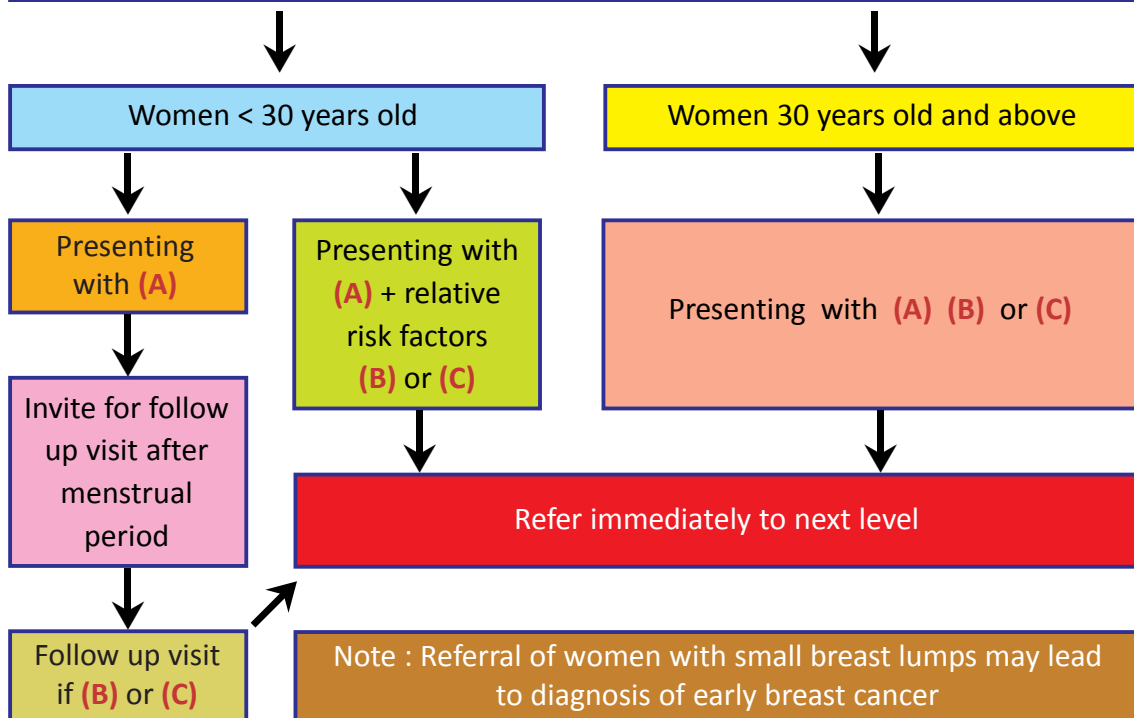 Women < 30 years old
Women 30 years old and above
Presenting
with (A)
Presenting with
(A) + relative
risk factors
(B) or (C)
Presenting with (A) (B) or (C)
Invite for follow
up visit after
menstrual
period
Refer immediately to next level
Follow up visit
if (B) or (C)
Note : Referral of women with small breast lumps may lead
to diagnosis of early breast cancer